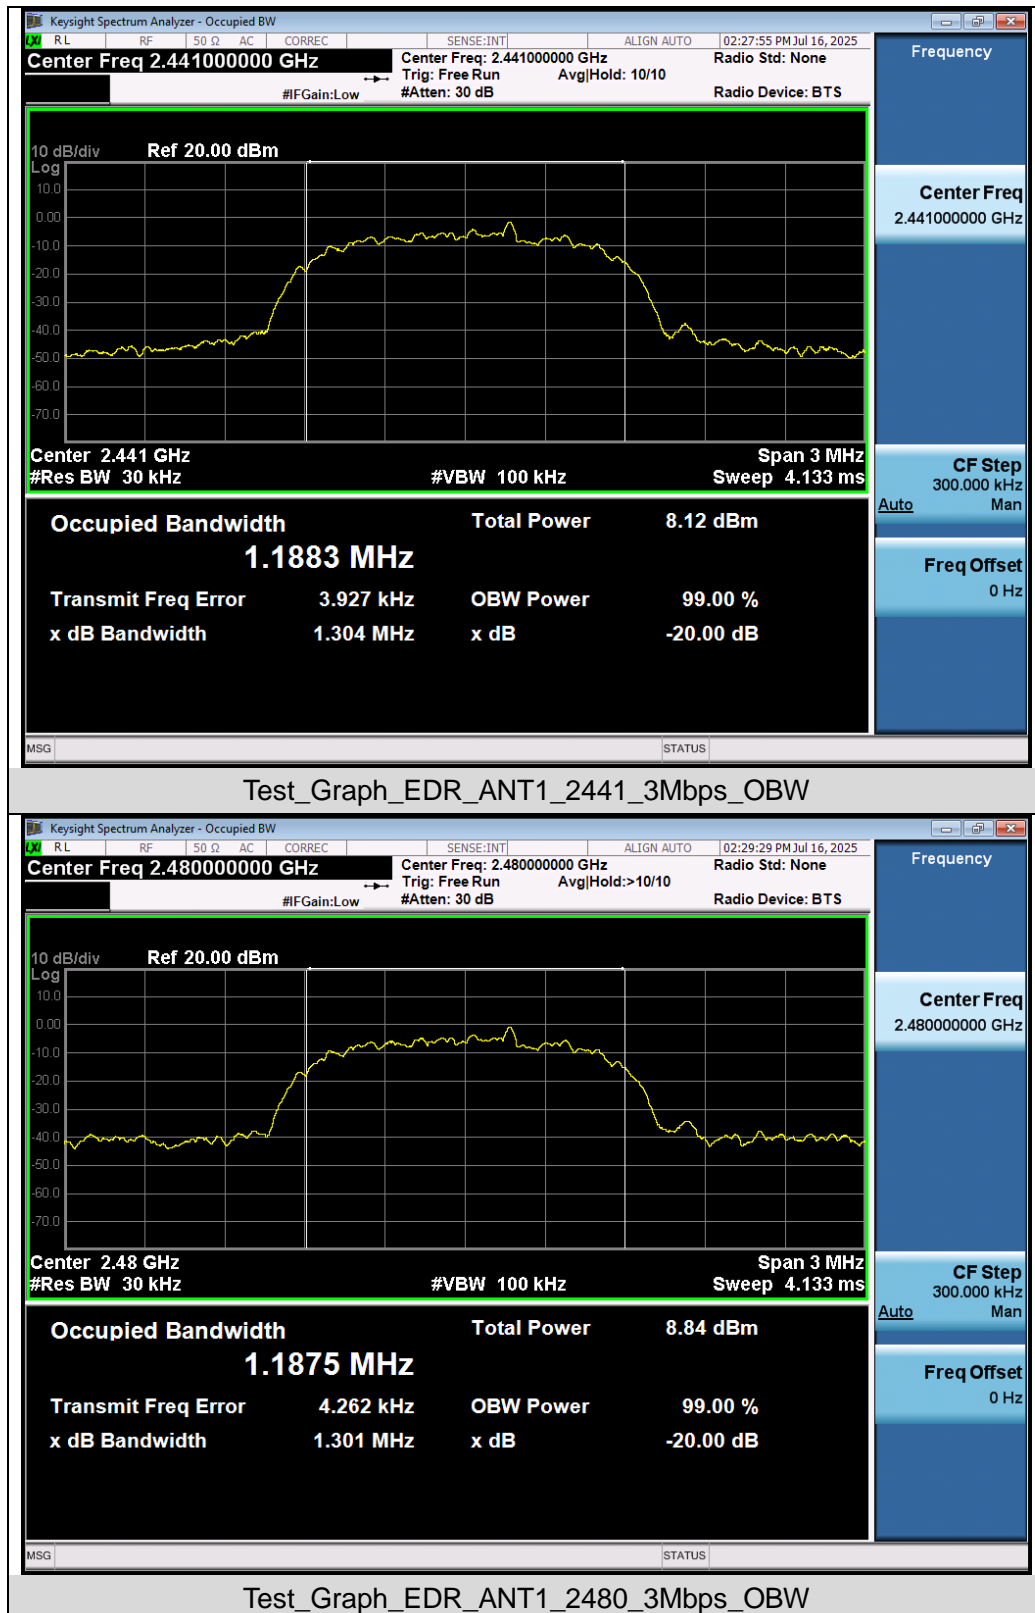 Keysight Spectrum Analyzer - Occupied BW
LXI RL RF 50 Ω AC CORREC SENSE:INT ALIGN AUTO 02:27:55 PM Jul 16, 2025
Center Freq 2.441000000 GHz
Center Freq: 2.441000000 GHz Radio Std: None
Trig: Free Run Avg|Hold: 10/10
#IFGain:Low #Atten: 30 dB Radio Device: BTS
Frequency
10 dB/div Ref 20.00 dBm
Log
10.0
0.00
-10.0
-20.0
-30.0
-40.0
-50.0
-60.0
-70.0
Center 2.441 GHz Span 3 MHz
#Res BW 30 kHz #VBW 100 kHz Sweep 4.133 ms
Center Freq
2.441000000 GHz
CF Step
300.000 kHz
Auto Man
Freq Offset
0 Hz
Occupied Bandwidth Total Power 8.12 dBm
1.1883 MHz
Transmit Freq Error 3.927 kHz OBW Power 99.00 %
x dB Bandwidth 1.304 MHz x dB -20.00 dB
MSG STATUS
Test_Graph_EDR_ANT1_2441_3Mbps_OBW
Keysight Spectrum Analyzer - Occupied BW
LXI RL RF 50 Ω AC CORREC SENSE:INT ALIGN AUTO 02:29:29 PM Jul 16, 2025
Center Freq 2.480000000 GHz
Center Freq: 2.480000000 GHz Radio Std: None
Trig: Free Run Avg|Hold:>10/10
#IFGain:Low #Atten: 30 dB Radio Device: BTS
Frequency
10 dB/div Ref 20.00 dBm
Log
10.0
0.00
-10.0
-20.0
-30.0
-40.0
-50.0
-60.0
-70.0
Center 2.48 GHz Span 3 MHz
#Res BW 30 kHz #VBW 100 kHz Sweep 4.133 ms
Center Freq
2.480000000 GHz
CF Step
300.000 kHz
Auto Man
Freq Offset
0 Hz
Occupied Bandwidth Total Power 8.84 dBm
1.1875 MHz
Transmit Freq Error 4.262 kHz OBW Power 99.00 %
x dB Bandwidth 1.301 MHz x dB -20.00 dB
MSG STATUS
Test_Graph_EDR_ANT1_2480_3Mbps_OBW